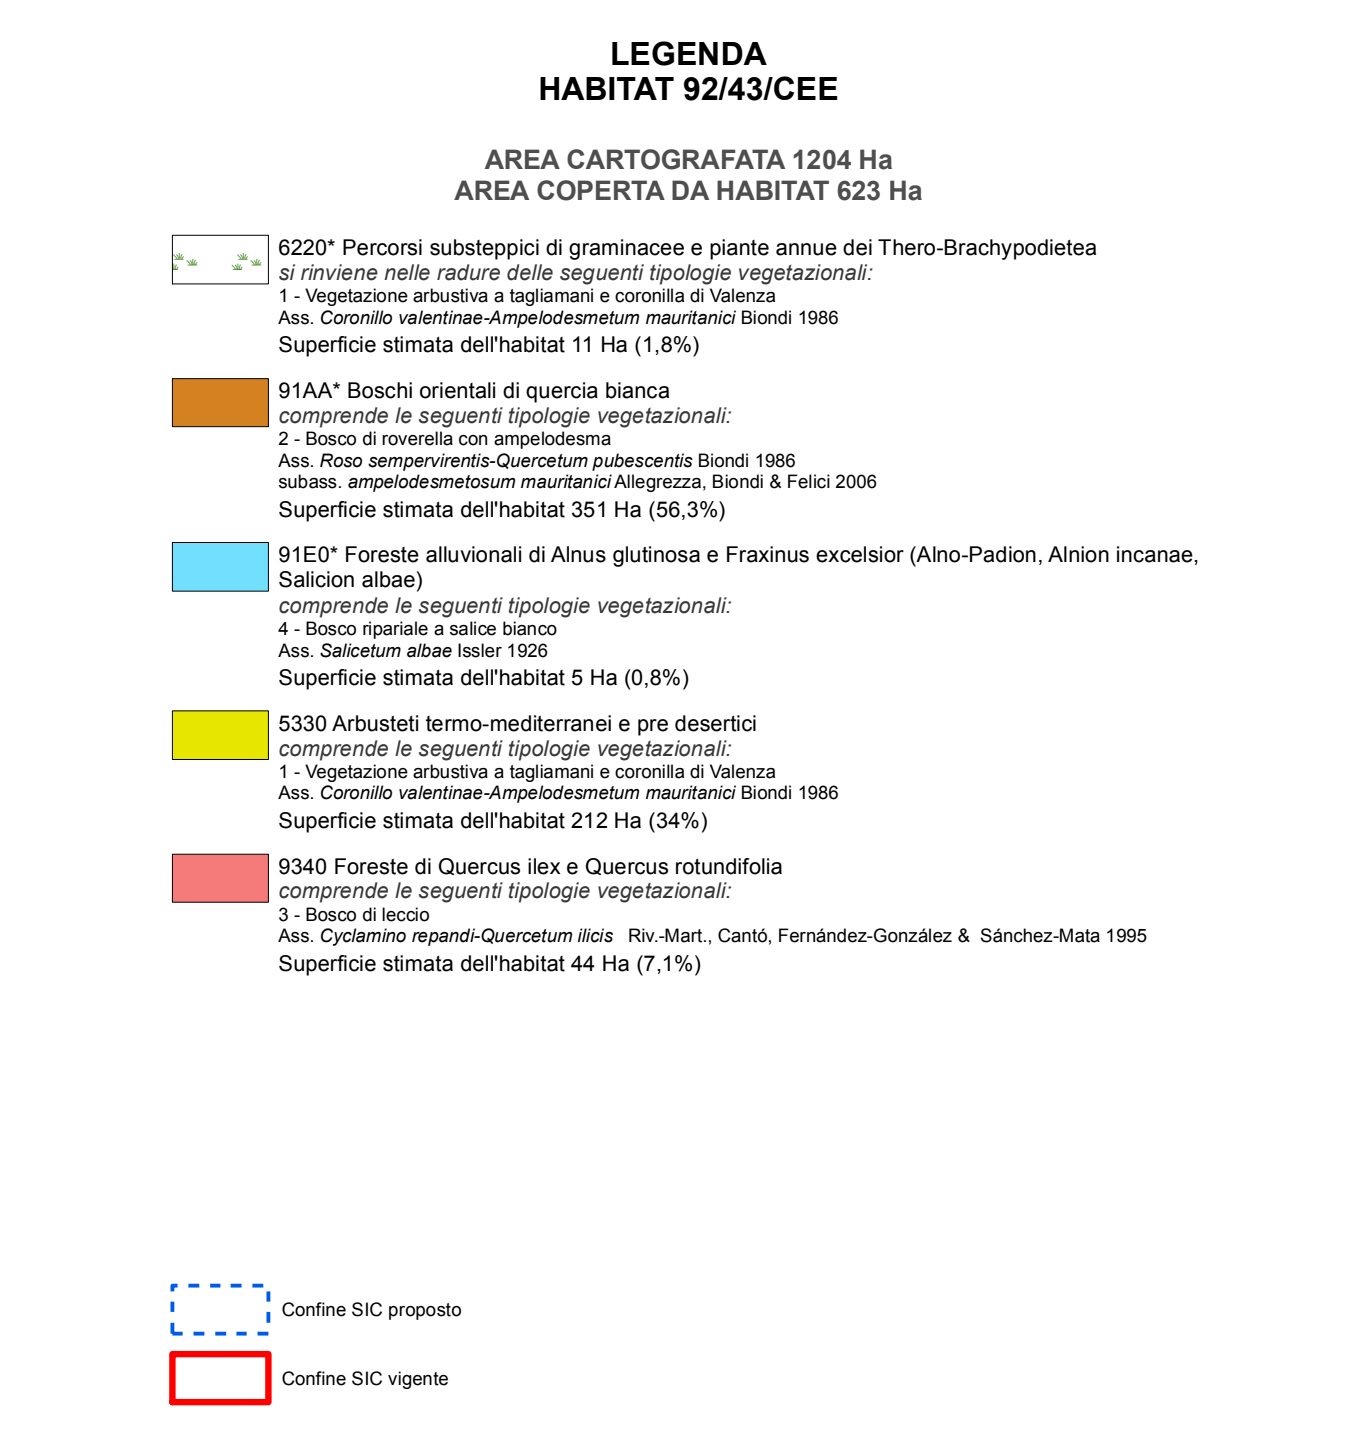 LEGENDA
HABITAT 92/43/CEE
AREA CARTOGRAFATA 1204 Ha
AREA COPERTA DA HABITAT 623 Ha
6220* Percorsi substeppici di graminacee e piante annue dei Thero-Brachypodietea
si rinviene nelle radure delle seguenti tipologie vegetazionali:
1 - Vegetazione arbustiva a tagliamani e coronilla di Valenza
Ass. Coronillo valentinae-Ampelodesmetum mauritanici Biondi 1986
Superficie stimata dell'habitat 11 Ha (1,8%)
91AA* Boschi orientali di quercia bianca
comprende le seguenti tipologie vegetazionali:
2 - Bosco di roverella con ampelodesma
Ass. Roso sempervirentis-Quercetum pubescentis Biondi 1986
subass. ampelodesmetosum mauritanici Allegrezza, Biondi & Felici 2006
Superficie stimata dell'habitat 351 Ha (56,3%)
91E0* Foreste alluvionali di Alnus glutinosa e Fraxinus excelsior (Alno-Padion, Alnion incanae,
Salicion albae)
comprende le seguenti tipologie vegetazionali:
4 - Bosco ripariale a salice bianco
Ass. Salicetum albae Issler 1926
Superficie stimata dell'habitat 5 Ha (0,8%)
5330 Arbusteti termo-mediterranei e pre desertici
comprende le seguenti tipologie vegetazionali:
1 - Vegetazione arbustiva a tagliamani e coronilla di Valenza
Ass. Coronillo valentinae-Ampelodesmetum mauritanici Biondi 1986
Superficie stimata dell'habitat 212 Ha (34%)
9340 Foreste di Quercus ilex e Quercus rotundifolia
comprende le seguenti tipologie vegetazionali:
3 - Bosco di leccio
Ass. Cyclamino repandi-Quercetum ilicis Riv.-Mart., Cantó, Fernández-González & Sánchez-Mata 1995
Superficie stimata dell'habitat 44 Ha (7,1%)
Confine SIC proposto
Confine SIC vigente